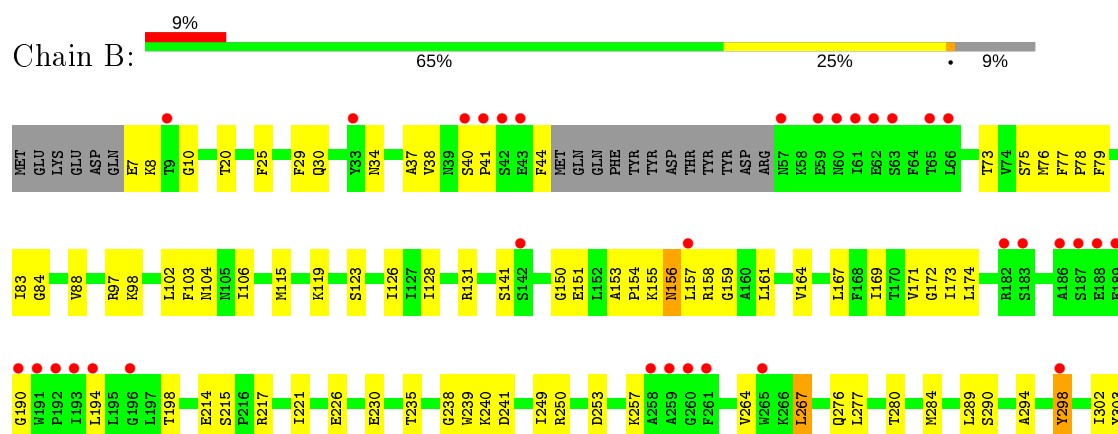 9%
Chain B:
65% 25% • 9%
MET GLU LYS GLU ASP GLN E7 K8 T9 G10 T20 F25 F29 Q30 Y33 N34 A37 V38 N39 S40 P41 S42 E43 F44 MET GLN GLN PHE TYR TYR ASP THR TYR TYR ASP ARG N57 K58 E59 N60 I61 E62 S63 F64 T65 L66 T73 V74 S75 M76 F77 P78 F79
I83 G84 V88 R97 K98 L102 F103 N104 N105 I106 M115 K119 S123 I126 I127 I128 R131 S141 S142 G150 E151 L152 A153 P154 K155 N156 L157 R158 G159 A160 L161 V164 L167 F168 I169 T170 V171 G172 I173 L174 R182 S183 A186 S187 E188
G190 W191 P192 I193 L194 L195 G196 L197 T198 E214 S215 P216 R217 I221 E226 E230 T235 G238 W239 K240 D241 I249 R250 D253 K257 A258 A259 G260 F261 V264 W265 K266 L267 Q276 L277 T280 M284 L289 S290 A294 Y298 I302